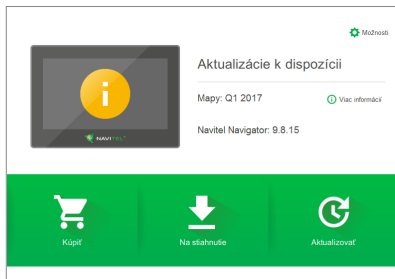 Možnosti
Aktualizácie k dispozícii
Mapy: Q1 2017
Viac informácií
Navitel Navigator: 9.8.15
NAVITEL
Kúpiť
Na stiahnutie
Aktualizovať